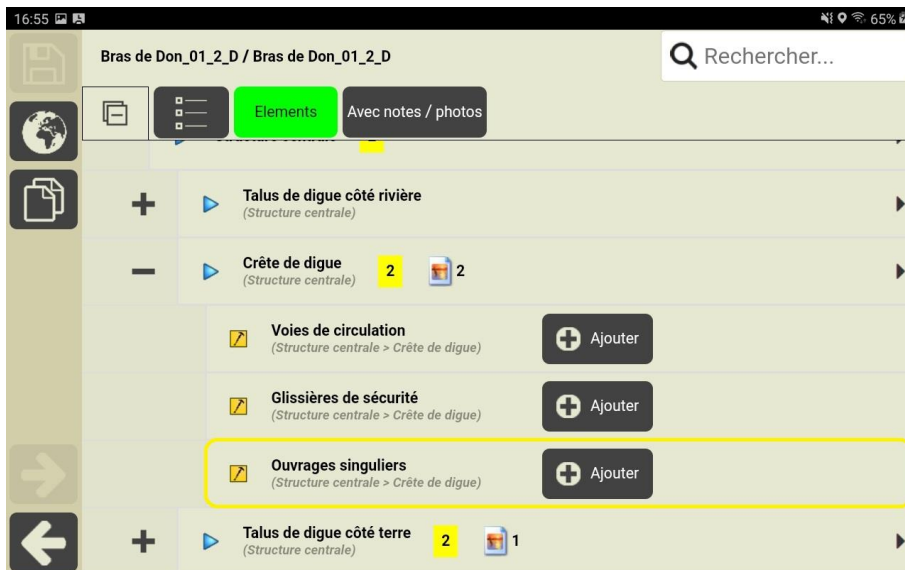 16:55
65%
Bras de Don_01_2_D / Bras de Don_01_2_D
Rechercher...
Elements
Avec notes / photos
Talus de digue côté rivière
(Structure centrale)
Crête de digue
(Structure centrale)
2
2
Voies de circulation
(Structure centrale > Crête de digue)
Ajouter
Glissières de sécurité
(Structure centrale > Crête de digue)
Ajouter
Ouvrages singuliers
(Structure centrale > Crête de digue)
Ajouter
Talus de digue côté terre
(Structure centrale)
2
1